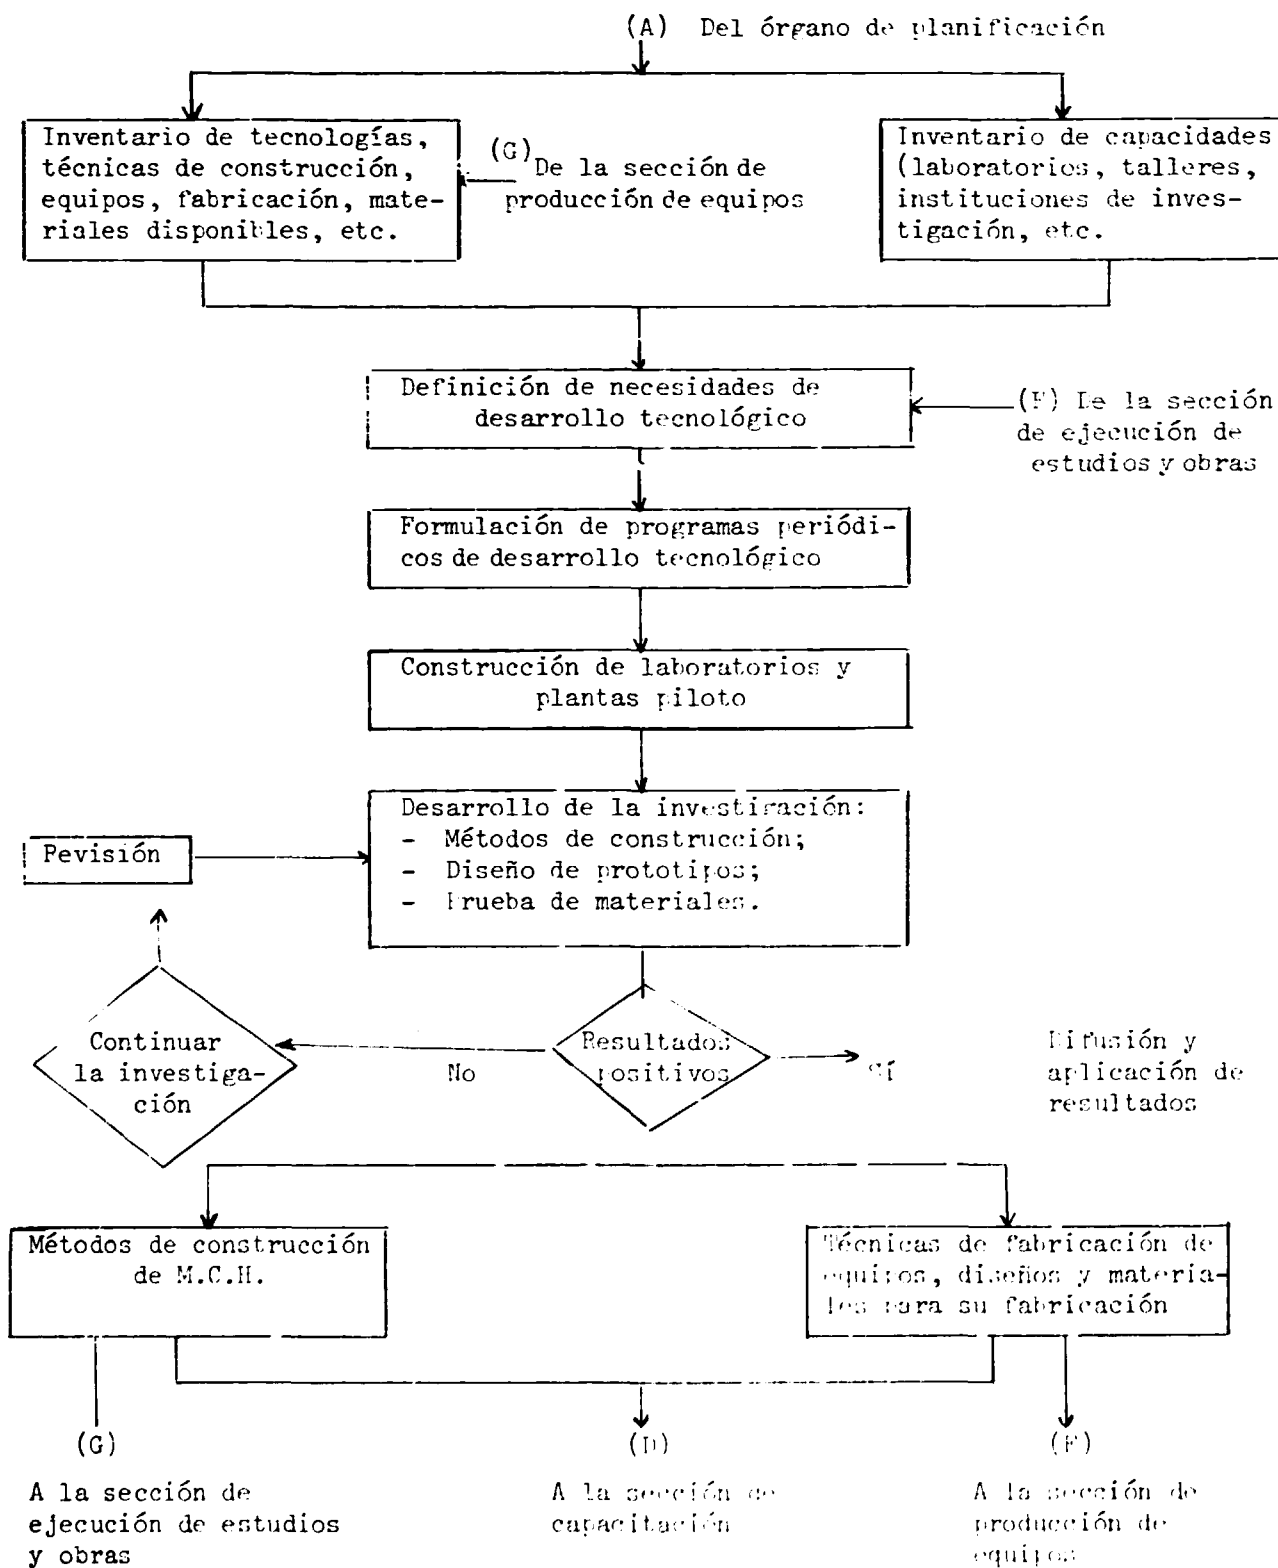 (A) Del órgano de planificación
Inventario de tecnologías,
técnicas de construcción,
equipos, fabricación, mate-
riales disponibles, etc.
(G)
De la sección de
producción de equipos
Inventario de capacidades
(laboratorios, talleres,
instituciones de inves-
tigación, etc.
Definición de necesidades de
desarrollo tecnológico
(F) De la sección
de ejecución de
estudios y obras
Formulación de programas periódi-
cos de desarrollo tecnológico
Construcción de laboratorios y
plantas piloto
Desarrollo de la investigación:
- Métodos de construcción;
- Diseño de prototipos;
- Prueba de materiales.
Revisión
Continuar
la investiga-
ción
No
Resultados
positivos
Sí
Difusión y
aplicación de
resultados
Métodos de construcción
de M.C.H.
Técnicas de fabricación de
equipos, diseños y materia-
les para su fabricación
(G)
A la sección de
ejecución de estudios
y obras
(D)
A la sección de
capacitación
(F)
A la sección de
producción de
equipos